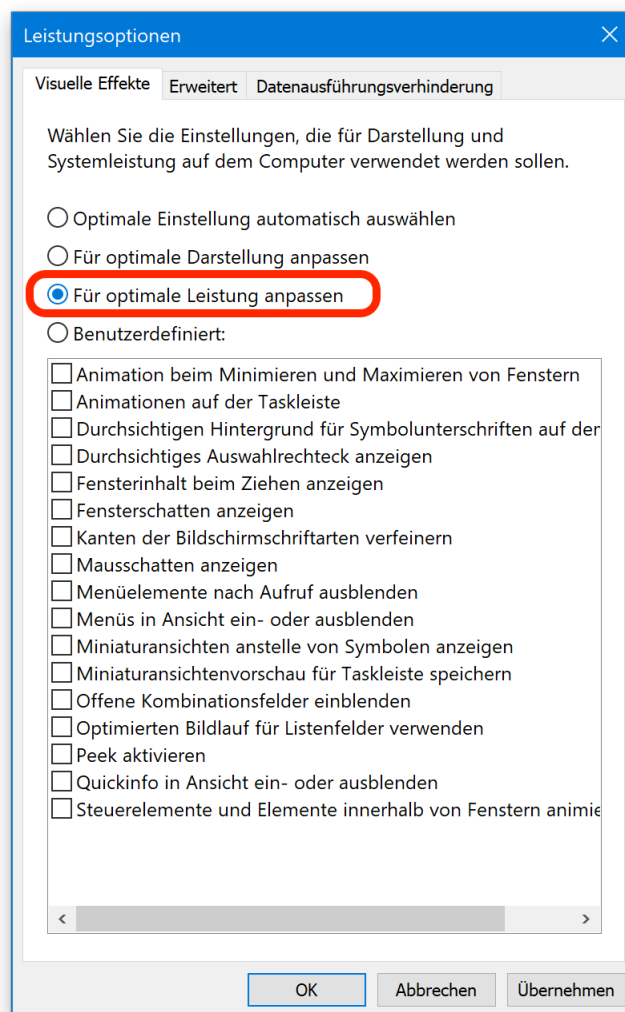 Leistungsoptionen
Visuelle Effekte Erweitert Datenausführungsverhinderung
Wählen Sie die Einstellungen, die für Darstellung und
Systemleistung auf dem Computer verwendet werden sollen.
Optimale Einstellung automatisch auswählen
Für optimale Darstellung anpassen
Für optimale Leistung anpassen
Benutzerdefiniert:
Animation beim Minimieren und Maximieren von Fenstern
Animationen auf der Taskleiste
Durchsichtigen Hintergrund für Symbolunterschriften auf der
Durchsichtiges Auswahlrechteck anzeigen
Fensterinhalt beim Ziehen anzeigen
Fensterschatten anzeigen
Kanten der Bildschirmschriftarten verfeinern
Mausschatten anzeigen
Menüelemente nach Aufruf ausblenden
Menüs in Ansicht ein- oder ausblenden
Miniaturansichten anstelle von Symbolen anzeigen
Miniaturansichtenvorschau für Taskleiste speichern
Offene Kombinationsfelder einblenden
Optimierten Bildlauf für Listenfelder verwenden
Peek aktivieren
Quickinfo in Ansicht ein- oder ausblenden
Steuerelemente und Elemente innerhalb von Fenstern animie
OK Abbrechen Übernehmen